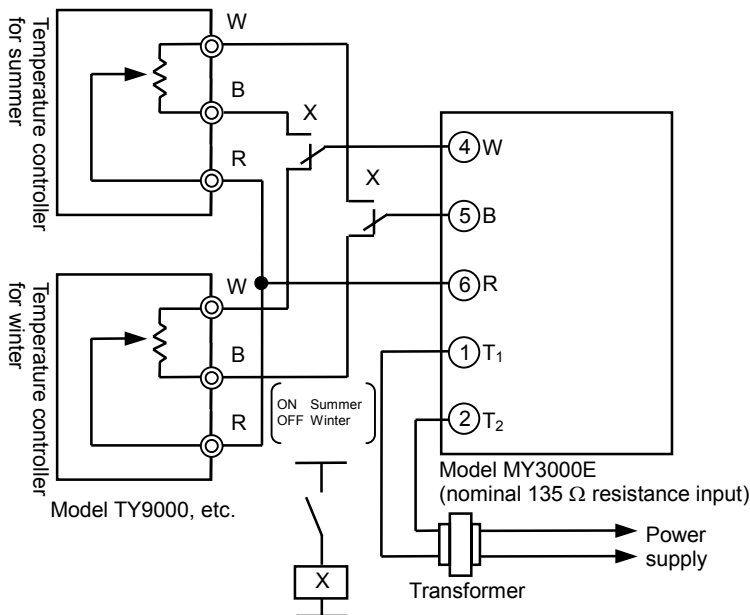 Temperature controller
for summer
W
B
R
X
X
4 W
5 B
6 R
1 T1
2 T2
Temperature controller
for winter
W
B
R
ON Summer
OFF Winter
Model TY9000, etc.
X
Model MY3000E
(nominal 135 Ω resistance input)
Power
supply
Transformer